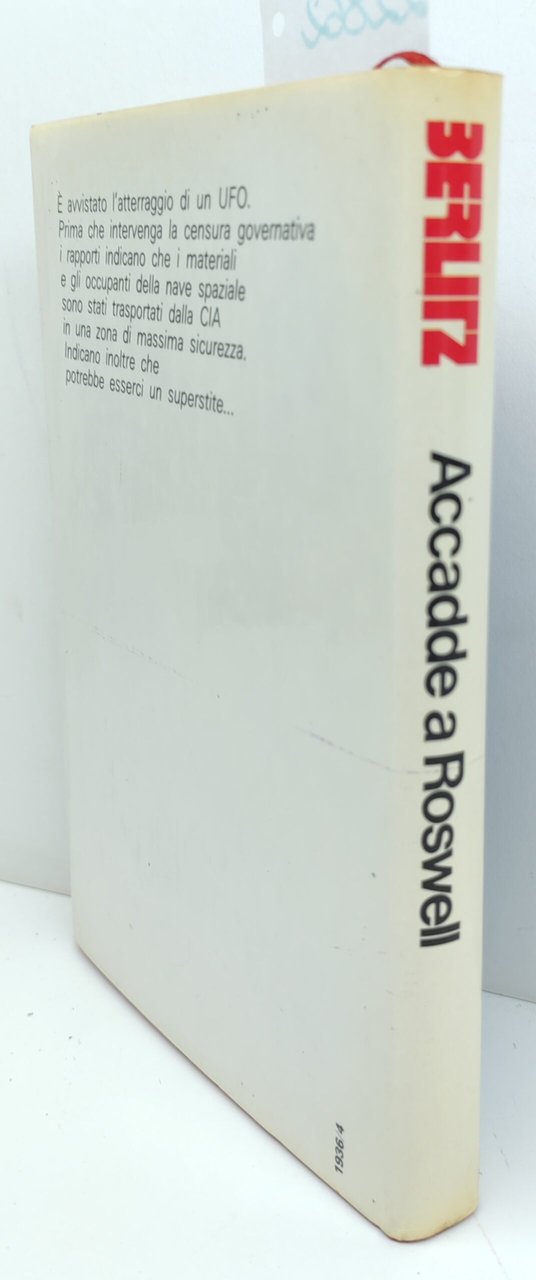 È avvistato l'atterraggio di un UFO.
Prima che intervenga la censura governativa
i rapporti indicano che i materiali
e gli occupanti della nave spaziale
sono stati trasportati dalla CIA
in una zona di massima sicurezza.
Indicano inoltre che
potrebbe esserci un superstite...
BERLITZ
Accadde a Roswell
1936/4